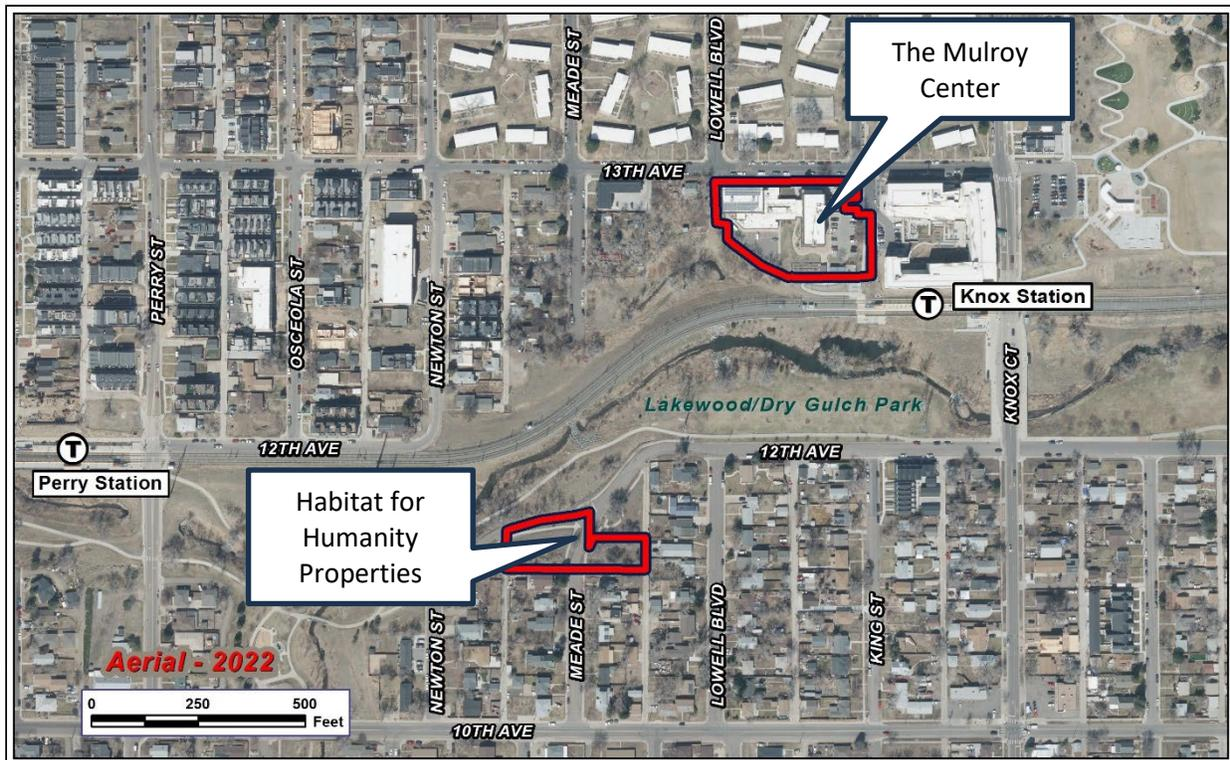 MEADE ST
LOWELL BLVD
The Mulroy
Center
13TH AVE
PERRY ST
OSCEOLA ST
NEWTON ST
T
Knox Station
KNOX CT
Lakewood/Dry Gulch Park
T
Perry Station
12TH AVE
12TH AVE
Habitat for
Humanity
Properties
NEWTON ST
MEADE ST
LOWELL BLVD
KING ST
Aerial - 2022
0 250 500
Feet
10TH AVE